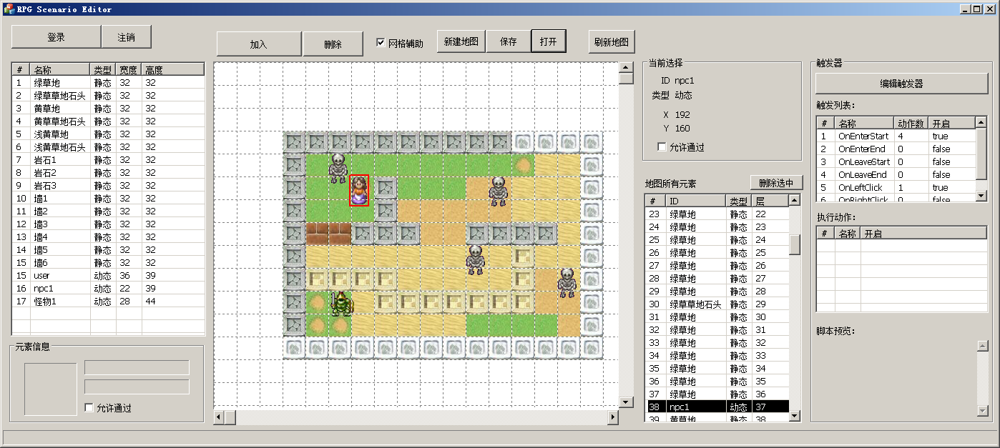 RPG Scenario Editor
登录 注销
加入 删除 网格辅助 新建地图 保存 打开 刷新地图
# 名称 类型 宽度 高度
1 绿草地 静态 32 32
2 绿草草地石头 静态 32 32
3 黄草地 静态 32 32
4 黄草草地石头 静态 32 32
5 浅黄草地 静态 32 32
6 浅黄草地石头 静态 32 32
7 岩石1 静态 32 32
8 岩石2 静态 32 32
9 岩石3 静态 32 32
10 墙1 静态 32 32
11 墙2 静态 32 32
12 墙3 静态 32 32
13 墙4 静态 32 32
14 墙5 静态 32 32
15 墙6 静态 32 32
15 user 动态 36 39
16 npc1 动态 22 39
17 怪物1 动态 28 44
元素信息
允许通过
当前选择
ID npc1
类型 动态
X 192
Y 160
允许通过
地图所有元素 删除选中
# ID 类型 层
23 绿草地 静态 22
24 绿草地 静态 23
25 绿草地 静态 24
26 绿草地 静态 25
27 绿草地 静态 26
28 绿草地 静态 27
29 绿草地 静态 28
30 绿草草地石头 静态 29
31 绿草地 静态 30
32 绿草地 静态 31
33 绿草地 静态 32
34 绿草地 静态 33
35 绿草地 静态 34
36 绿草地 静态 35
37 绿草地 静态 36
38 npc1 动态 37
39 黄草地 静态 38
触发器
编辑触发器
触发列表:
# 名称 动作数 开启
1 OnEnterStart 4 true
2 OnEnterEnd 0 false
3 OnLeaveStart 0 false
4 OnLeaveEnd 0 false
5 OnLeftClick 1 true
6 OnRightClick 0 false
执行动作:
# 名称 开启
脚本预览: